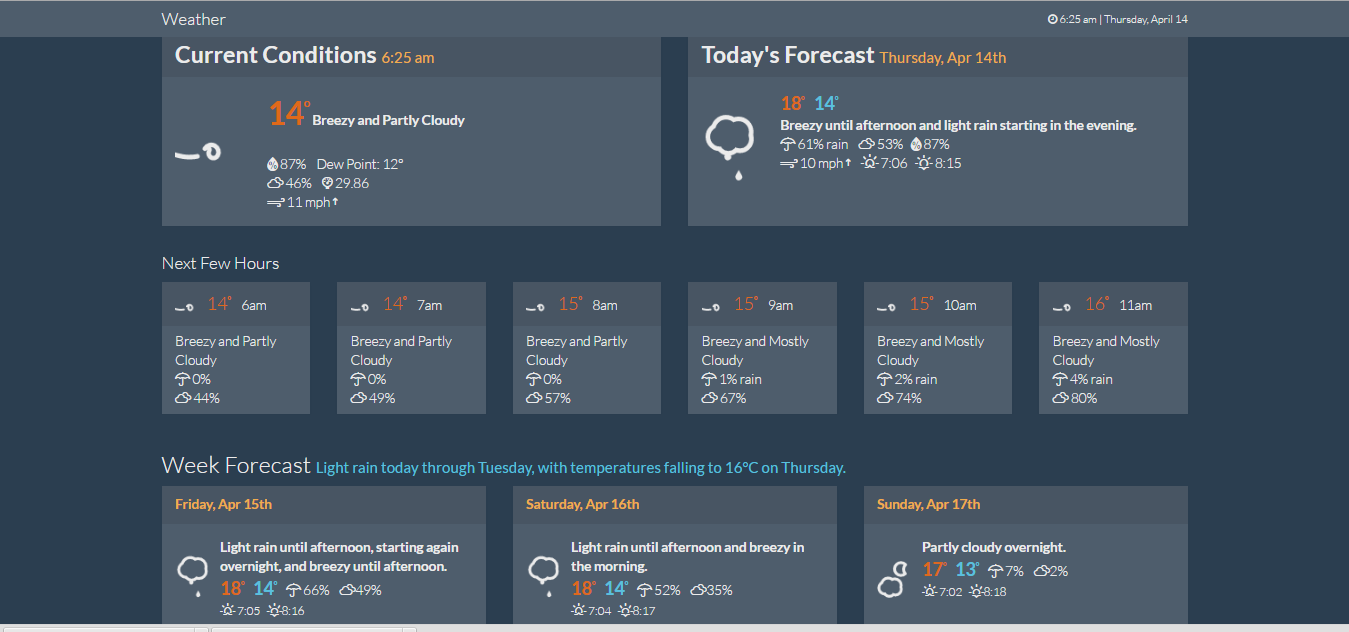 Weather
6:25 am | Thursday, April 14
Current Conditions 6:25 am
14° Breezy and Partly Cloudy
87% Dew Point: 12°
46% 29.86
11 mph
Today's Forecast Thursday, Apr 14th
18° 14°
Breezy until afternoon and light rain starting in the evening.
61% rain 53% 87%
10 mph 7:06 8:15
Next Few Hours
14° 6am
Breezy and Partly
Cloudy
0%
44%
14° 7am
Breezy and Partly
Cloudy
0%
49%
15° 8am
Breezy and Partly
Cloudy
0%
57%
15° 9am
Breezy and Mostly
Cloudy
1% rain
67%
15° 10am
Breezy and Mostly
Cloudy
2% rain
74%
16° 11am
Breezy and Mostly
Cloudy
4% rain
80%
Week Forecast Light rain today through Tuesday, with temperatures falling to 16°C on Thursday.
Friday, Apr 15th
Light rain until afternoon, starting again
overnight, and breezy until afternoon.
18° 14° 66% 49%
7:05 8:16
Saturday, Apr 16th
Light rain until afternoon and breezy in
the morning.
18° 14° 52% 35%
7:04 8:17
Sunday, Apr 17th
Partly cloudy overnight.
17° 13° 7% 2%
7:02 8:18